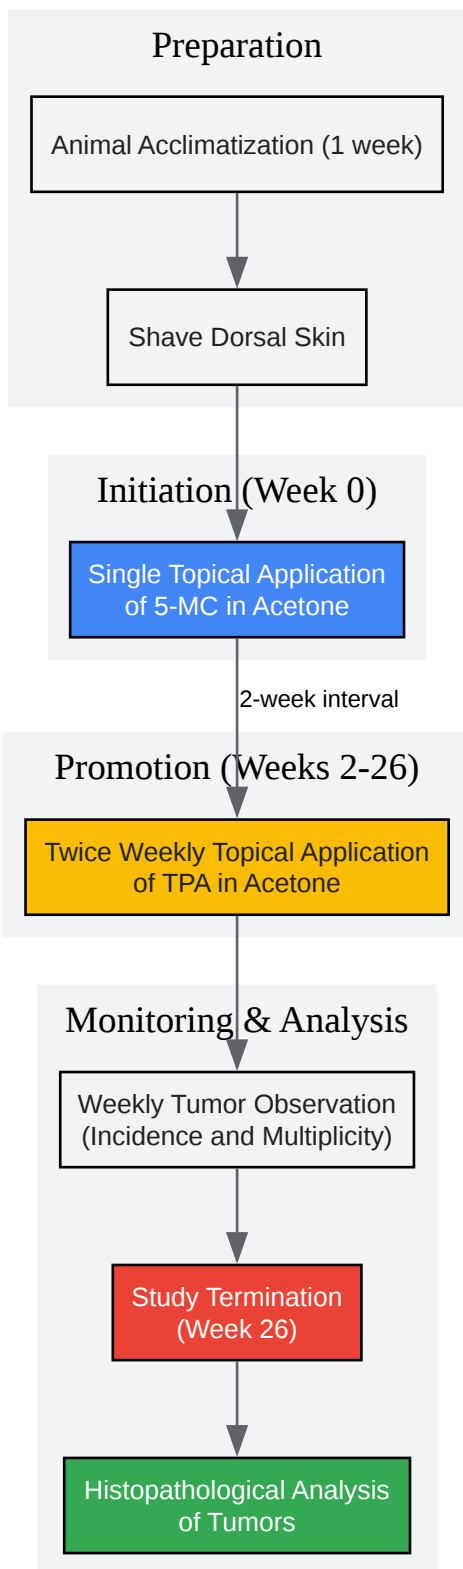 Preparation
Animal Acclimatization (1 week)
Shave Dorsal Skin
Initiation (Week 0)
Single Topical Application
of 5-MC in Acetone
2-week interval
Promotion (Weeks 2-26)
Twice Weekly Topical Application
of TPA in Acetone
Monitoring & Analysis
Weekly Tumor Observation
(Incidence and Multiplicity)
Study Termination
(Week 26)
Histopathological Analysis
of Tumors